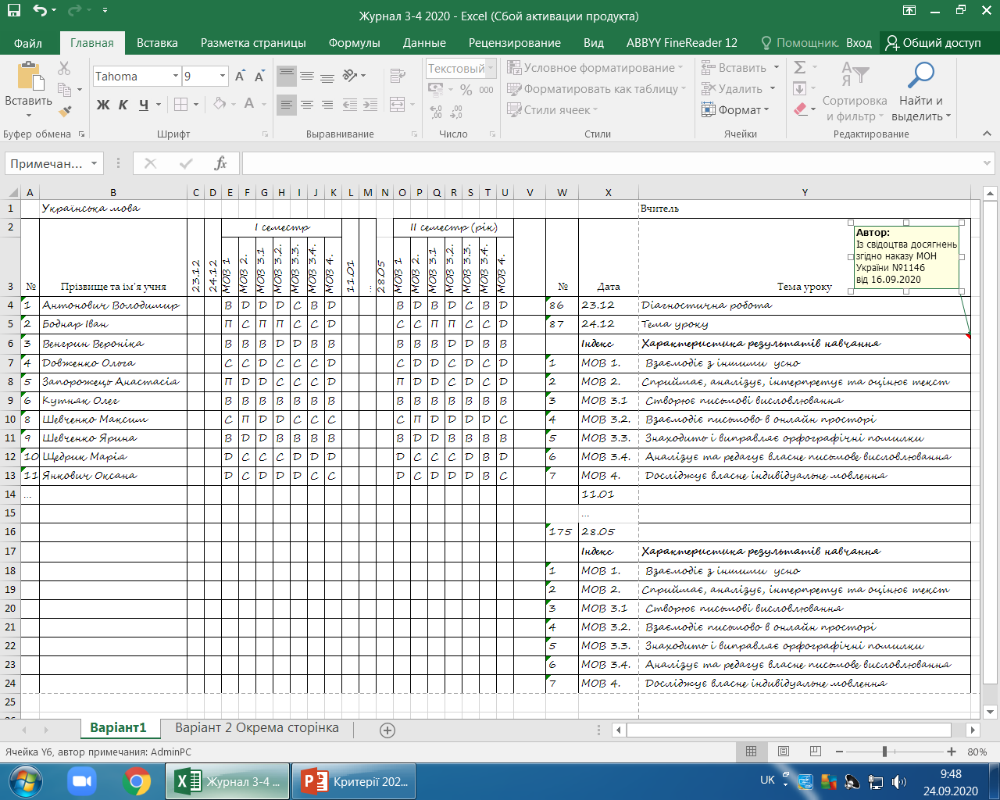 Журнал 3-4 2020 - Excel (Сбой активации продукта)
Файл Главная Вставка Разметка страницы Формулы Данные Рецензирование Вид ABBYY FineReader 12 Помощник. Вход Общий доступ
Вставить
Tahoma 9
Ж К Ч А
Текстовый
% 000
Условное форматирование
Форматировать как таблицу
Стили ячеек
Вставить
Удалить
Формат
Сортировка и фильтр
Найти и выделить
Буфер обмена Шрифт Выравнивание Число Стили Ячейки Редактирование
Примечан... fx
A B C D E F G H I J K L M N O P Q R S T U V W X Y
1 Українська мова Вчитель
2 І семестр ІІ семестр (рік)
3 № Прізвище та ім'я учня 23.12 24.12 МОВ 1 МОВ 2. МОВ 3.1 МОВ 3.2. МОВ 3.3. МОВ 3.4. МОВ 4. 11.01 ... 28.05 МОВ 1 МОВ 2. МОВ 3.1 МОВ 3.2. МОВ 3.3. МОВ 3.4. МОВ 4. № Дата Тема уроку
Автор:
Із свідоцтва досягнень
згідно наказу МОН
України №1146
від 16.09.2020
4 1 Антонович Володимир В D D D С В D В D В D С В D 86 23.12 Діагностична робота
5 2 Боднар Іван П С П П С С D С С П П С С D 87 24.12 Тема уроку
6 3 Венгрин Вероніка В В В D D В В В В В D D В В Індекс Характеристика результатів навчання
7 4 Довженко Ольга С С D С С С D С D D С D С D 1 МОВ 1. Взаємодіє з іншими усно
8 5 Запорожець Анастасія П D D С С С D П D D С D С D 2 МОВ 2. Сприймає, аналізує, інтерпретує та оцінює текст
9 6 Кутняк Олег В В В В В В В В В В В В В В 3 МОВ 3.1 Створює письмові висловлювання
10 8 Шевченко Максим С П D D С С С С П D D D D С 4 МОВ 3.2. Взаємодіє письмово в онлайн просторі
11 9 Шевченко Ярина В D D В В В В В D D В В В В 5 МОВ 3.3. Знаходить і виправляє орфографічні помилки
12 10 Щедрик Марія D С С С D D D D С С С D В D 6 МОВ 3.4. Аналізує та редагує власне письмове висловлювання
13 11 Янкович Оксана D С D D D С С D С D D D В С 7 МОВ 4. Досліджує власне індивідуальне мовлення
14 ... 11.01
15 ...
16 175 28.05
17 Індекс Характеристика результатів навчання
18 1 МОВ 1. Взаємодіє з іншими усно
19 2 МОВ 2. Сприймає, аналізує, інтерпретує та оцінює текст
20 3 МОВ 3.1 Створює письмові висловлювання
21 4 МОВ 3.2. Взаємодіє письмово в онлайн просторі
22 5 МОВ 3.3. Знаходить і виправляє орфографічні помилки
23 6 МОВ 3.4. Аналізує та редагує власне письмове висловлювання
24 7 МОВ 4. Досліджує власне індивідуальне мовлення
25
Варіант1 Варіант 2 Окрема сторінка
Ячейка Y6, автор примечания: AdminPC 80%
Журнал 3-4 ... Критерії 202... UK 9:48
24.09.2020